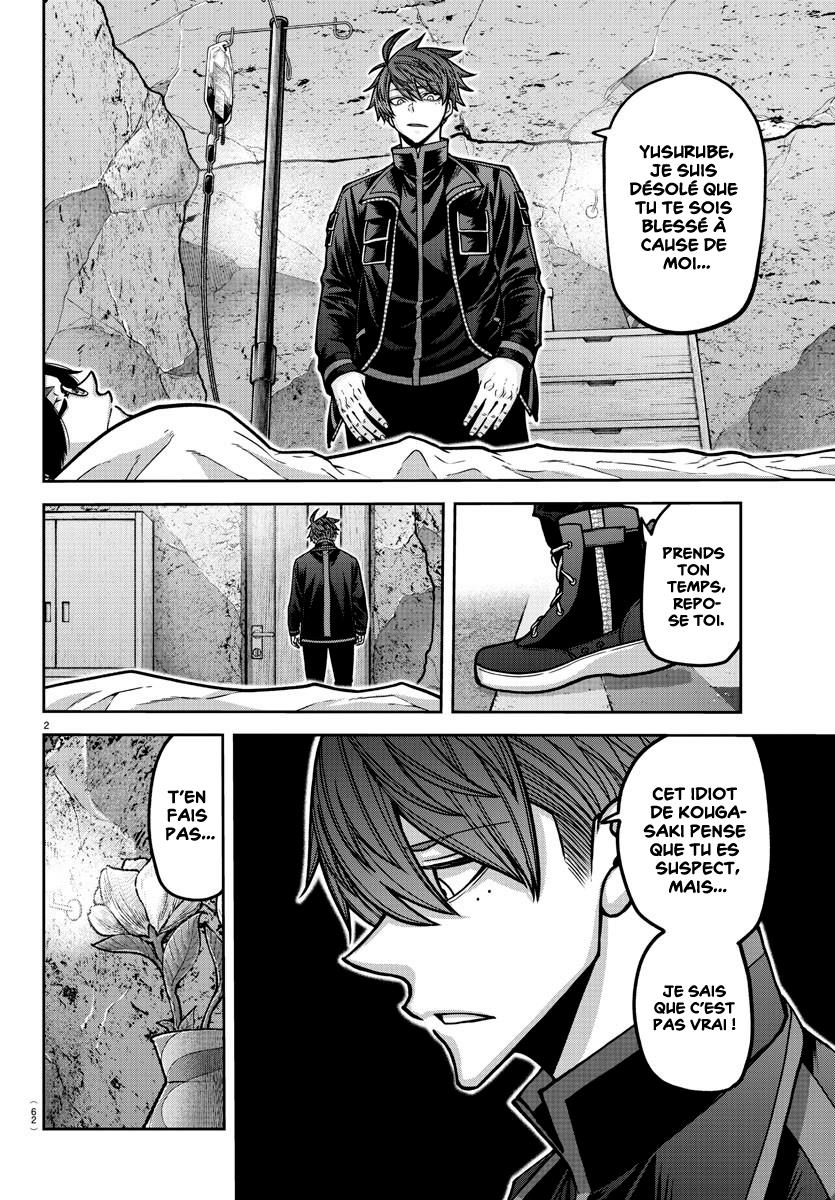 YUSURUBE,
JE SUIS
DÉSOLÉ QUE
TU TE SOIS
BLESSÉ À
CAUSE DE
MOI...
PRENDS
TON
TEMPS,
REPO-
SE TOI.
2
CET IDIOT
DE KOUGA-
SAKI PENSE
QUE TU ES
SUSPECT,
MAIS...
JE SAIS
QUE C'EST
PAS VRAI !
T'EN
FAIS
PAS...
(62)